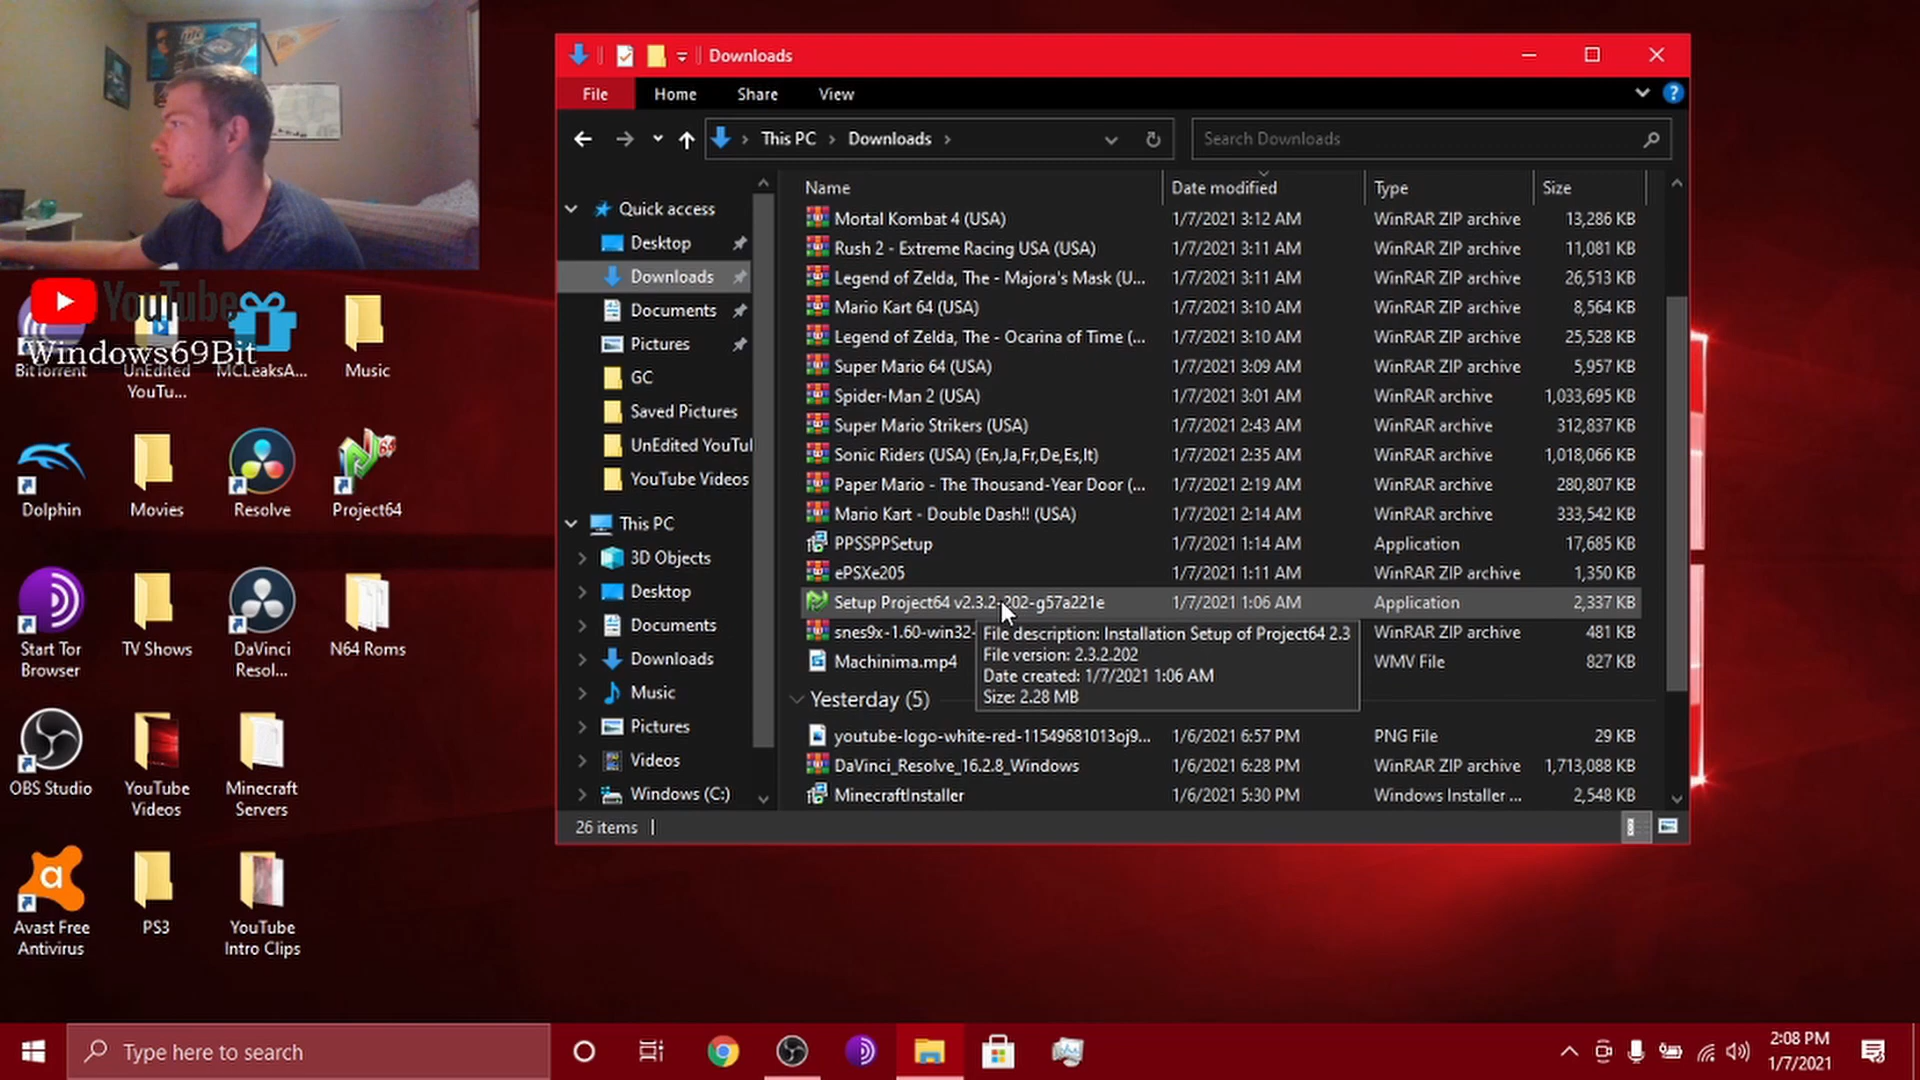 YouTube
Windows69Bit
BitTorrent
UnEdited YouTu...
MCLeaksA...
Music
Dolphin
Movies
Resolve
Project64
Start Tor Browser
TV Shows
DaVinci Resol...
N64 Roms
OBS Studio
YouTube Videos
Minecraft Servers
Avast Free Antivirus
PS3
YouTube Intro Clips
Downloads
File Home Share View
This PC > Downloads >
Search Downloads
Quick access
Desktop
Downloads
Documents
Pictures
GC
Saved Pictures
UnEdited YouTu
YouTube Videos
This PC
3D Objects
Desktop
Documents
Downloads
Music
Pictures
Videos
Windows (C:)
Name Date modified Type Size
Mortal Kombat 4 (USA) 1/7/2021 3:12 AM WinRAR ZIP archive 13,286 KB
Rush 2 - Extreme Racing USA (USA) 1/7/2021 3:11 AM WinRAR ZIP archive 11,081 KB
Legend of Zelda, The - Majora's Mask (U... 1/7/2021 3:11 AM WinRAR ZIP archive 26,513 KB
Mario Kart 64 (USA) 1/7/2021 3:10 AM WinRAR ZIP archive 8,564 KB
Legend of Zelda, The - Ocarina of Time (... 1/7/2021 3:10 AM WinRAR ZIP archive 25,528 KB
Super Mario 64 (USA) 1/7/2021 3:09 AM WinRAR ZIP archive 5,957 KB
Spider-Man 2 (USA) 1/7/2021 3:01 AM WinRAR archive 1,033,695 KB
Super Mario Strikers (USA) 1/7/2021 2:43 AM WinRAR archive 312,837 KB
Sonic Riders (USA) (En,Ja,Fr,De,Es,It) 1/7/2021 2:35 AM WinRAR archive 1,018,066 KB
Paper Mario - The Thousand-Year Door (... 1/7/2021 2:19 AM WinRAR archive 280,807 KB
Mario Kart - Double Dash!! (USA) 1/7/2021 2:14 AM WinRAR archive 333,542 KB
PPSSPPSetup 1/7/2021 1:14 AM Application 17,685 KB
ePSXe205 1/7/2021 1:11 AM WinRAR ZIP archive 1,350 KB
Setup Project64 v2.3.2-202-g57a221e 1/7/2021 1:06 AM Application 2,337 KB
snes9x-1.60-win32- WinRAR ZIP archive 481 KB
Machinima.mp4 WMV File 827 KB
File description: Installation Setup of Project64 2.3
File version: 2.3.2.202
Date created: 1/7/2021 1:06 AM
Size: 2.28 MB
Yesterday (5)
youtube-logo-white-red-11549681013oj9... 1/6/2021 6:57 PM PNG File 29 KB
DaVinci_Resolve_16.2.8_Windows 1/6/2021 6:28 PM WinRAR ZIP archive 1,713,088 KB
MinecraftInstaller 1/6/2021 5:30 PM Windows Installer ... 2,548 KB
26 items
Type here to search
2:08 PM
1/7/2021